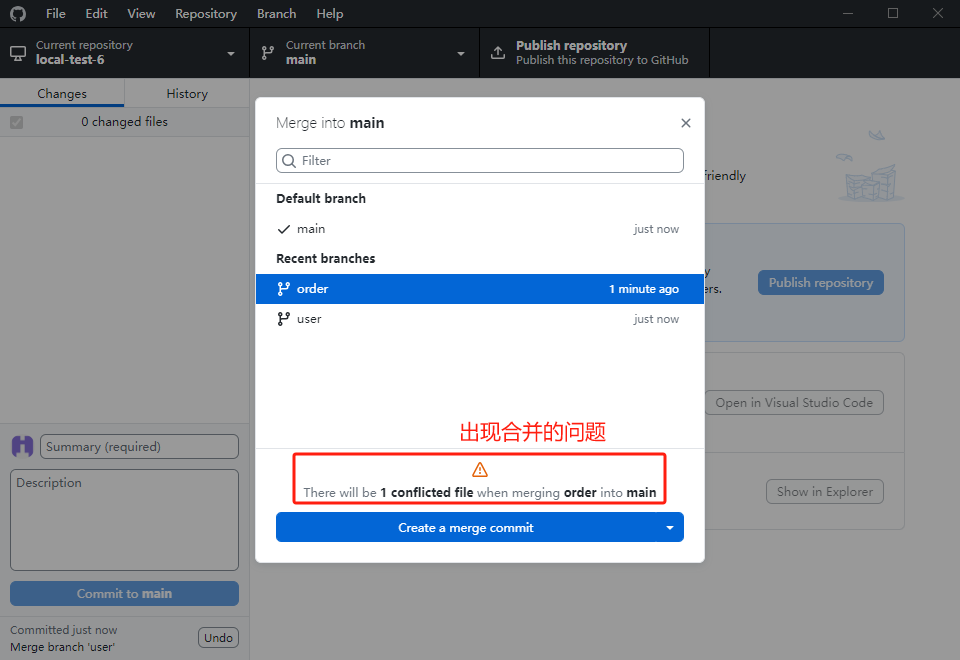 File Edit View Repository Branch Help
Current repository
local-test-6
Current branch
main
Publish repository
Publish this repository to GitHub
Changes History
0 changed files
Merge into main
Filter
Default branch
main just now
Recent branches
order 1 minute ago
user just now
出现合并的问题
There will be 1 conflicted file when merging order into main
Create a merge commit
friendly
y
ers.
Publish repository
Open in Visual Studio Code
Show in Explorer
Summary (required)
Description
Commit to main
Committed just now
Merge branch 'user'
Undo